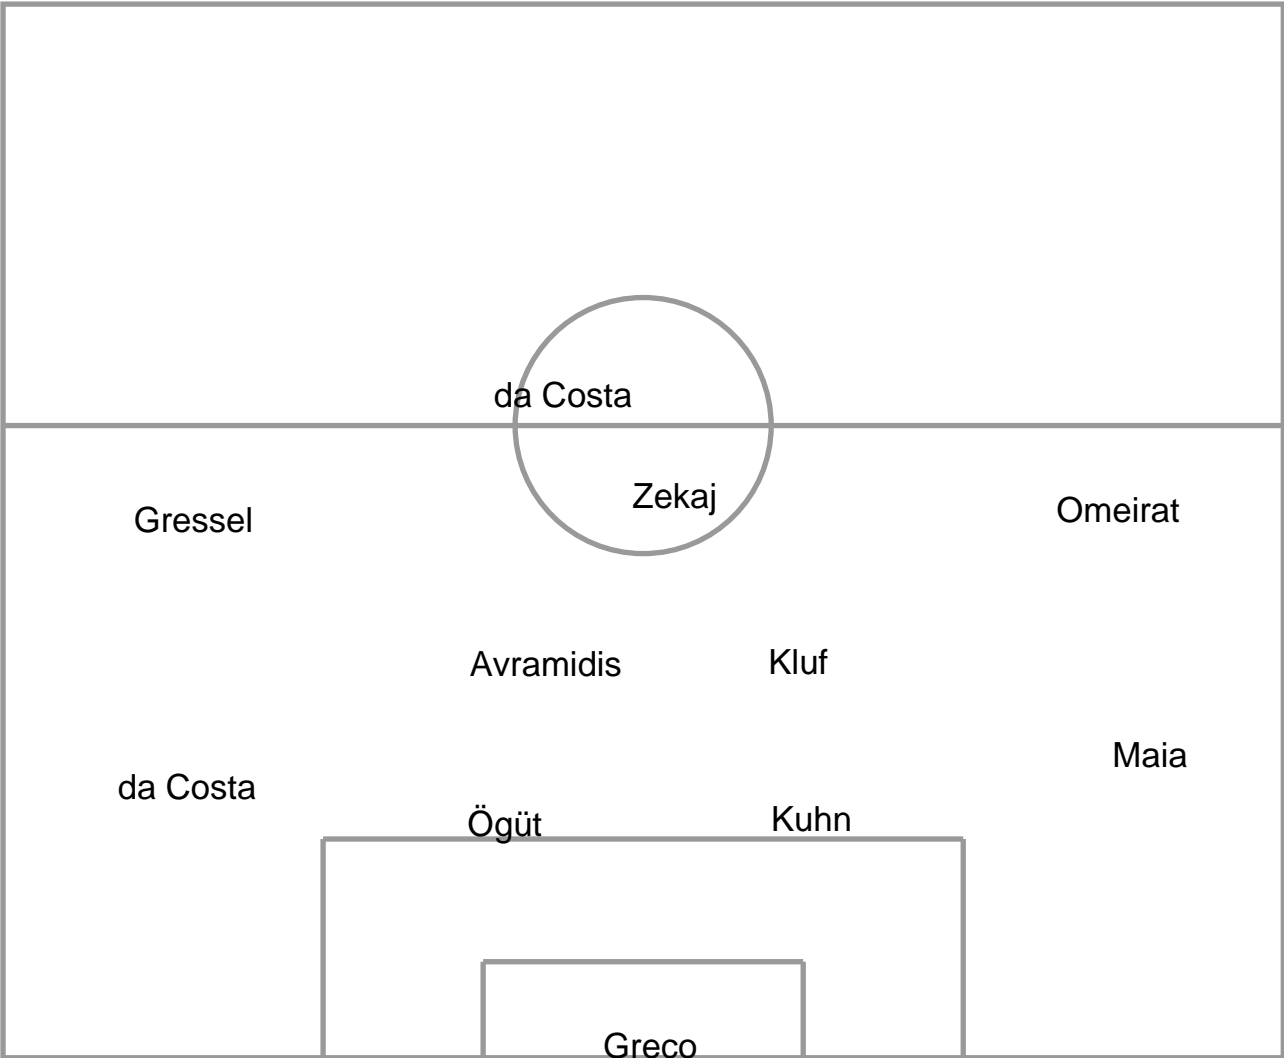 da Costa
Zekaj
Gressel
Omeirat
Avramidis
Kluf
da Costa
Maia
Ögüt
Kuhn
Greco